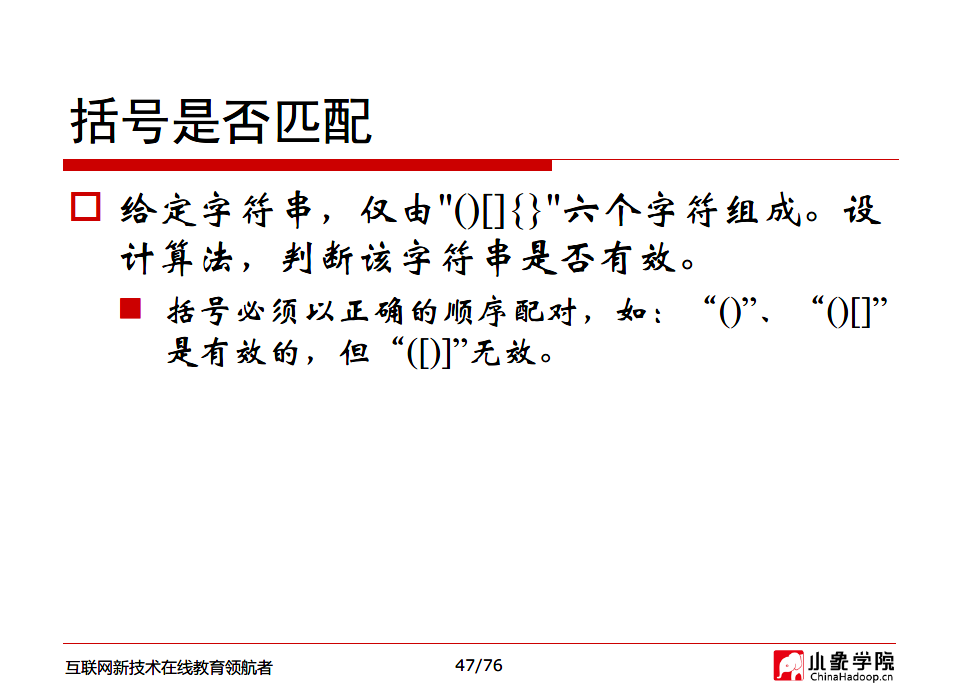 括号是否匹配
给定字符串，仅由"()[]{}"六个字符组成。设
计算法，判断该字符串是否有效。
括号必须以正确的顺序配对，如：“()”、“()[]”
是有效的，但“([)]”无效。
互联网新技术在线教育领航者
47/76
小象学院
ChinaHadoop.cn